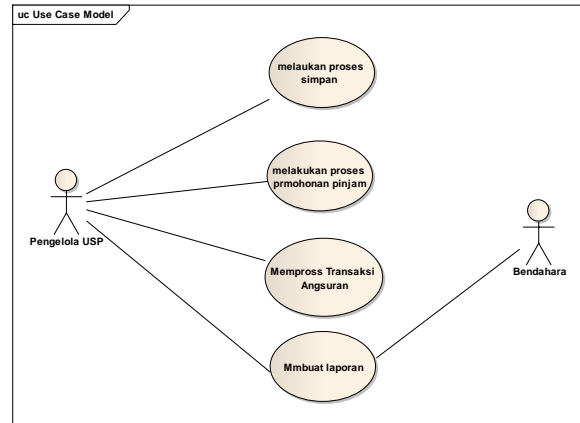 uc Use Case Model
melaukan proses
simpan
melakukan proses
prmohonan pinjam
Pengelola USP
Bendahara
Mempross Transaksi
Angsuran
Mmbuat laporan